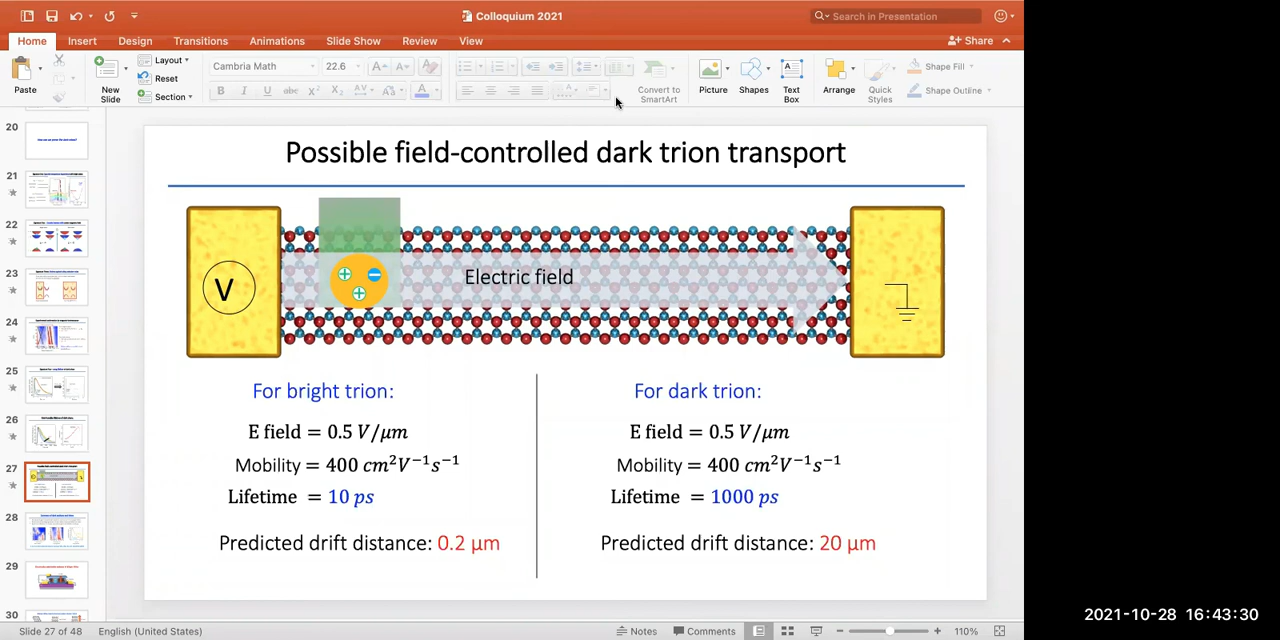 Colloquium 2021
Search in Presentation
Home Insert Design Transitions Animations Slide Show Review View Share
Paste
New Slide
Layout
Reset
Section
Cambria Math 22.6
B I U abc X² X₂ AV Aa A
Convert to SmartArt
Picture Shapes Text Box Arrange Quick Styles
Shape Fill
Shape Outline
20
21
22
23
24
25
26
27
28
29
30
Possible field-controlled dark trion transport
V
Electric field
For bright trion:
E field = 0.5 V/μm
Mobility = 400 cm²V⁻¹s⁻¹
Lifetime = 10 ps
Predicted drift distance: 0.2 μm
For dark trion:
E field = 0.5 V/μm
Mobility = 400 cm²V⁻¹s⁻¹
Lifetime = 1000 ps
Predicted drift distance: 20 μm
Slide 27 of 48 English (United States) Notes Comments 110%
2021-10-28 16:43:30